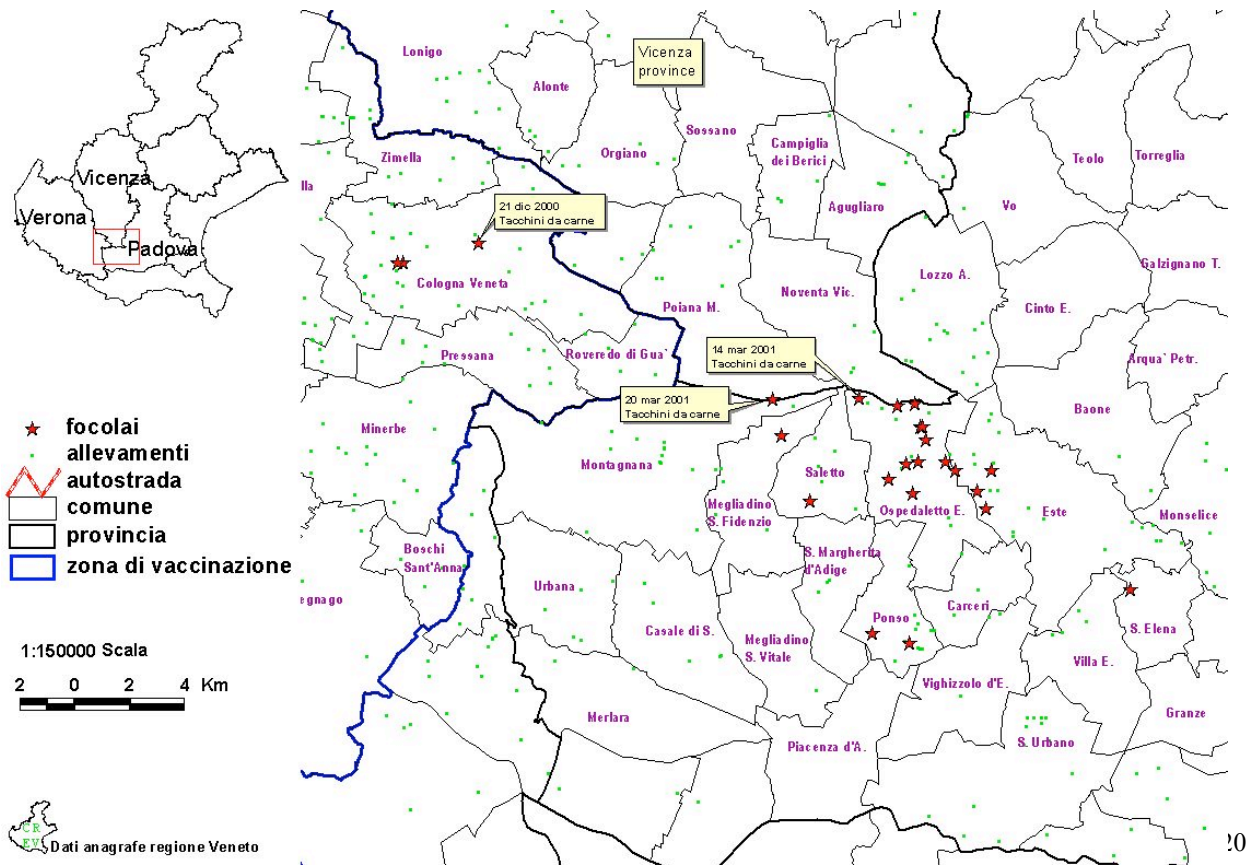 Vicenza
Verona
Padova
focolai
allevamenti
autostrada
comune
provincia
zona di vaccinazione
1:150000 Scala
2 0 2 4 Km
CR
EV
Dati anagrafe regione Veneto
Lonigo
Vicenza
province
Alonte
Sossano
Orgiano
Campiglia
dei Berici
Teolo
Torreglia
Zimella
lla
Agugliaro
Vo
21 dic 2000
Tacchini da carne
Cologna Veneta
Poiana M.
Noventa Vic.
Lozzo A.
Galzignano T.
Cinto E.
Pressana
Roveredo di Gua'
14 mar 2001
Tacchini da carne
Arqua' Petr.
20 mar 2001
Tacchini da carne
Baone
Minerbe
Montagnana
Saletto
Megliadino
S. Fidenzio
Ospedaletto E.
Este
Monselice
Boschi
Sant'Anna
S. Margherita
d'Adige
egnago
Urbana
Casale di S.
Megliadino
S. Vitale
Ponso
Carceri
S. Elena
Villa E.
Vighizzolo d'E.
Merlara
Piacenza d'A.
S. Urbano
Granze
20